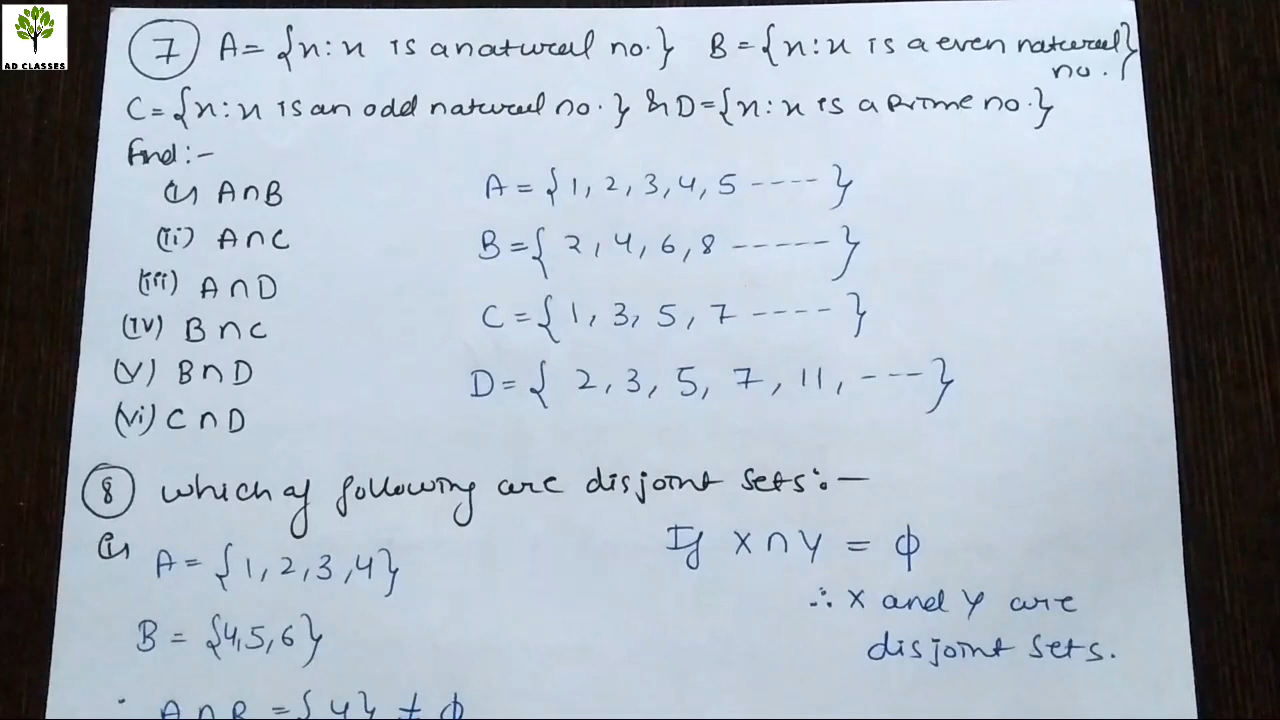 AD CLASSES
7 A = {x : x is a natural no.} B = {x : x is a even natural
no.}
C = {x : x is an odd natural no.} & D = {x : x is a Prime no.}
Find :-
(i) A ∩ B
A = {1, 2, 3, 4, 5 ----}
(ii) A ∩ C
B = {2, 4, 6, 8 -----}
(iii) A ∩ D
C = {1, 3, 5, 7 ----}
(iv) B ∩ C
(v) B ∩ D
D = {2, 3, 5, 7, 11, ---}
(vi) C ∩ D
8 which of following are disjoint sets :-
(i) A = {1, 2, 3, 4}
If X ∩ Y = ϕ
∴ X and Y are
B = {4, 5, 6}
disjoint sets.
∴ A ∩ B = {4} ≠ ϕ